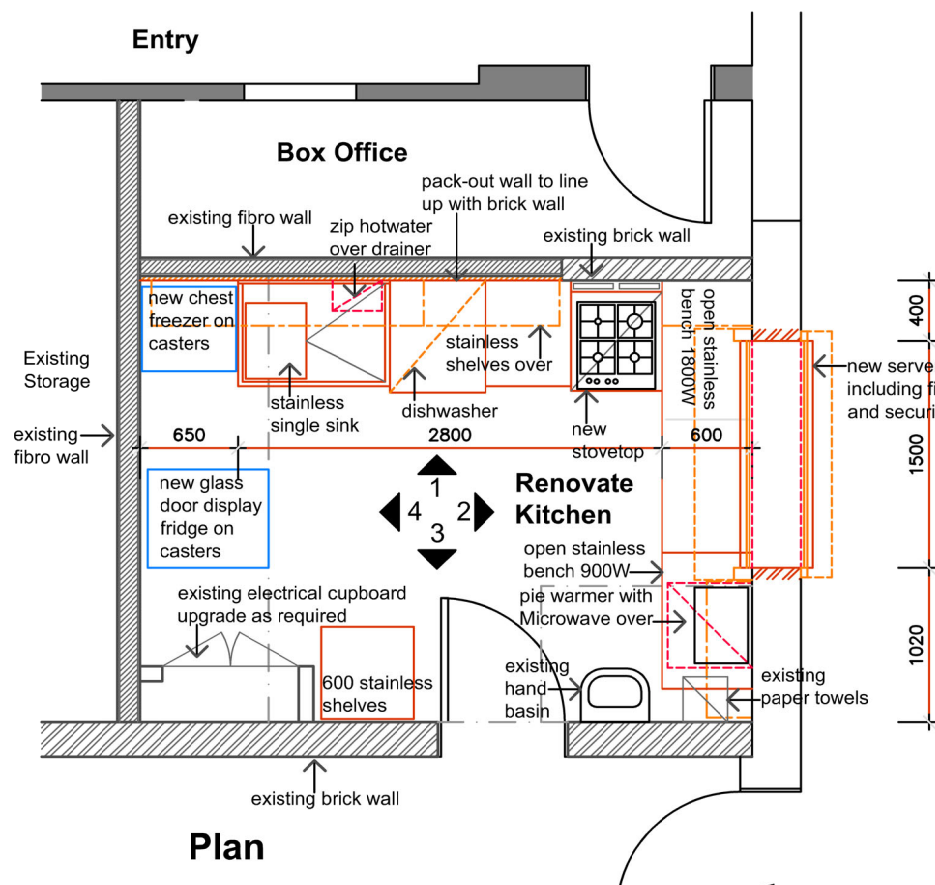 Entry
Box Office
pack-out wall to line
up with brick wall
existing fibro wall
zip hotwater
over drainer
existing brick wall
new chest
freezer on
casters
open stainless
bench 1800W
400
stainless
shelves over
Existing
Storage
new serve
including fi
and securi
stainless
single sink
dishwasher
new
stovetop
existing
fibro wall
650
2800
600
1500
new glass
door display
fridge on
casters
1
4
2
3
Renovate
Kitchen
open stainless
bench 900W
existing electrical cupboard
upgrade as required
pie warmer with
Microwave over
1020
600 stainless
shelves
existing
hand
basin
existing
paper towels
existing brick wall
Plan